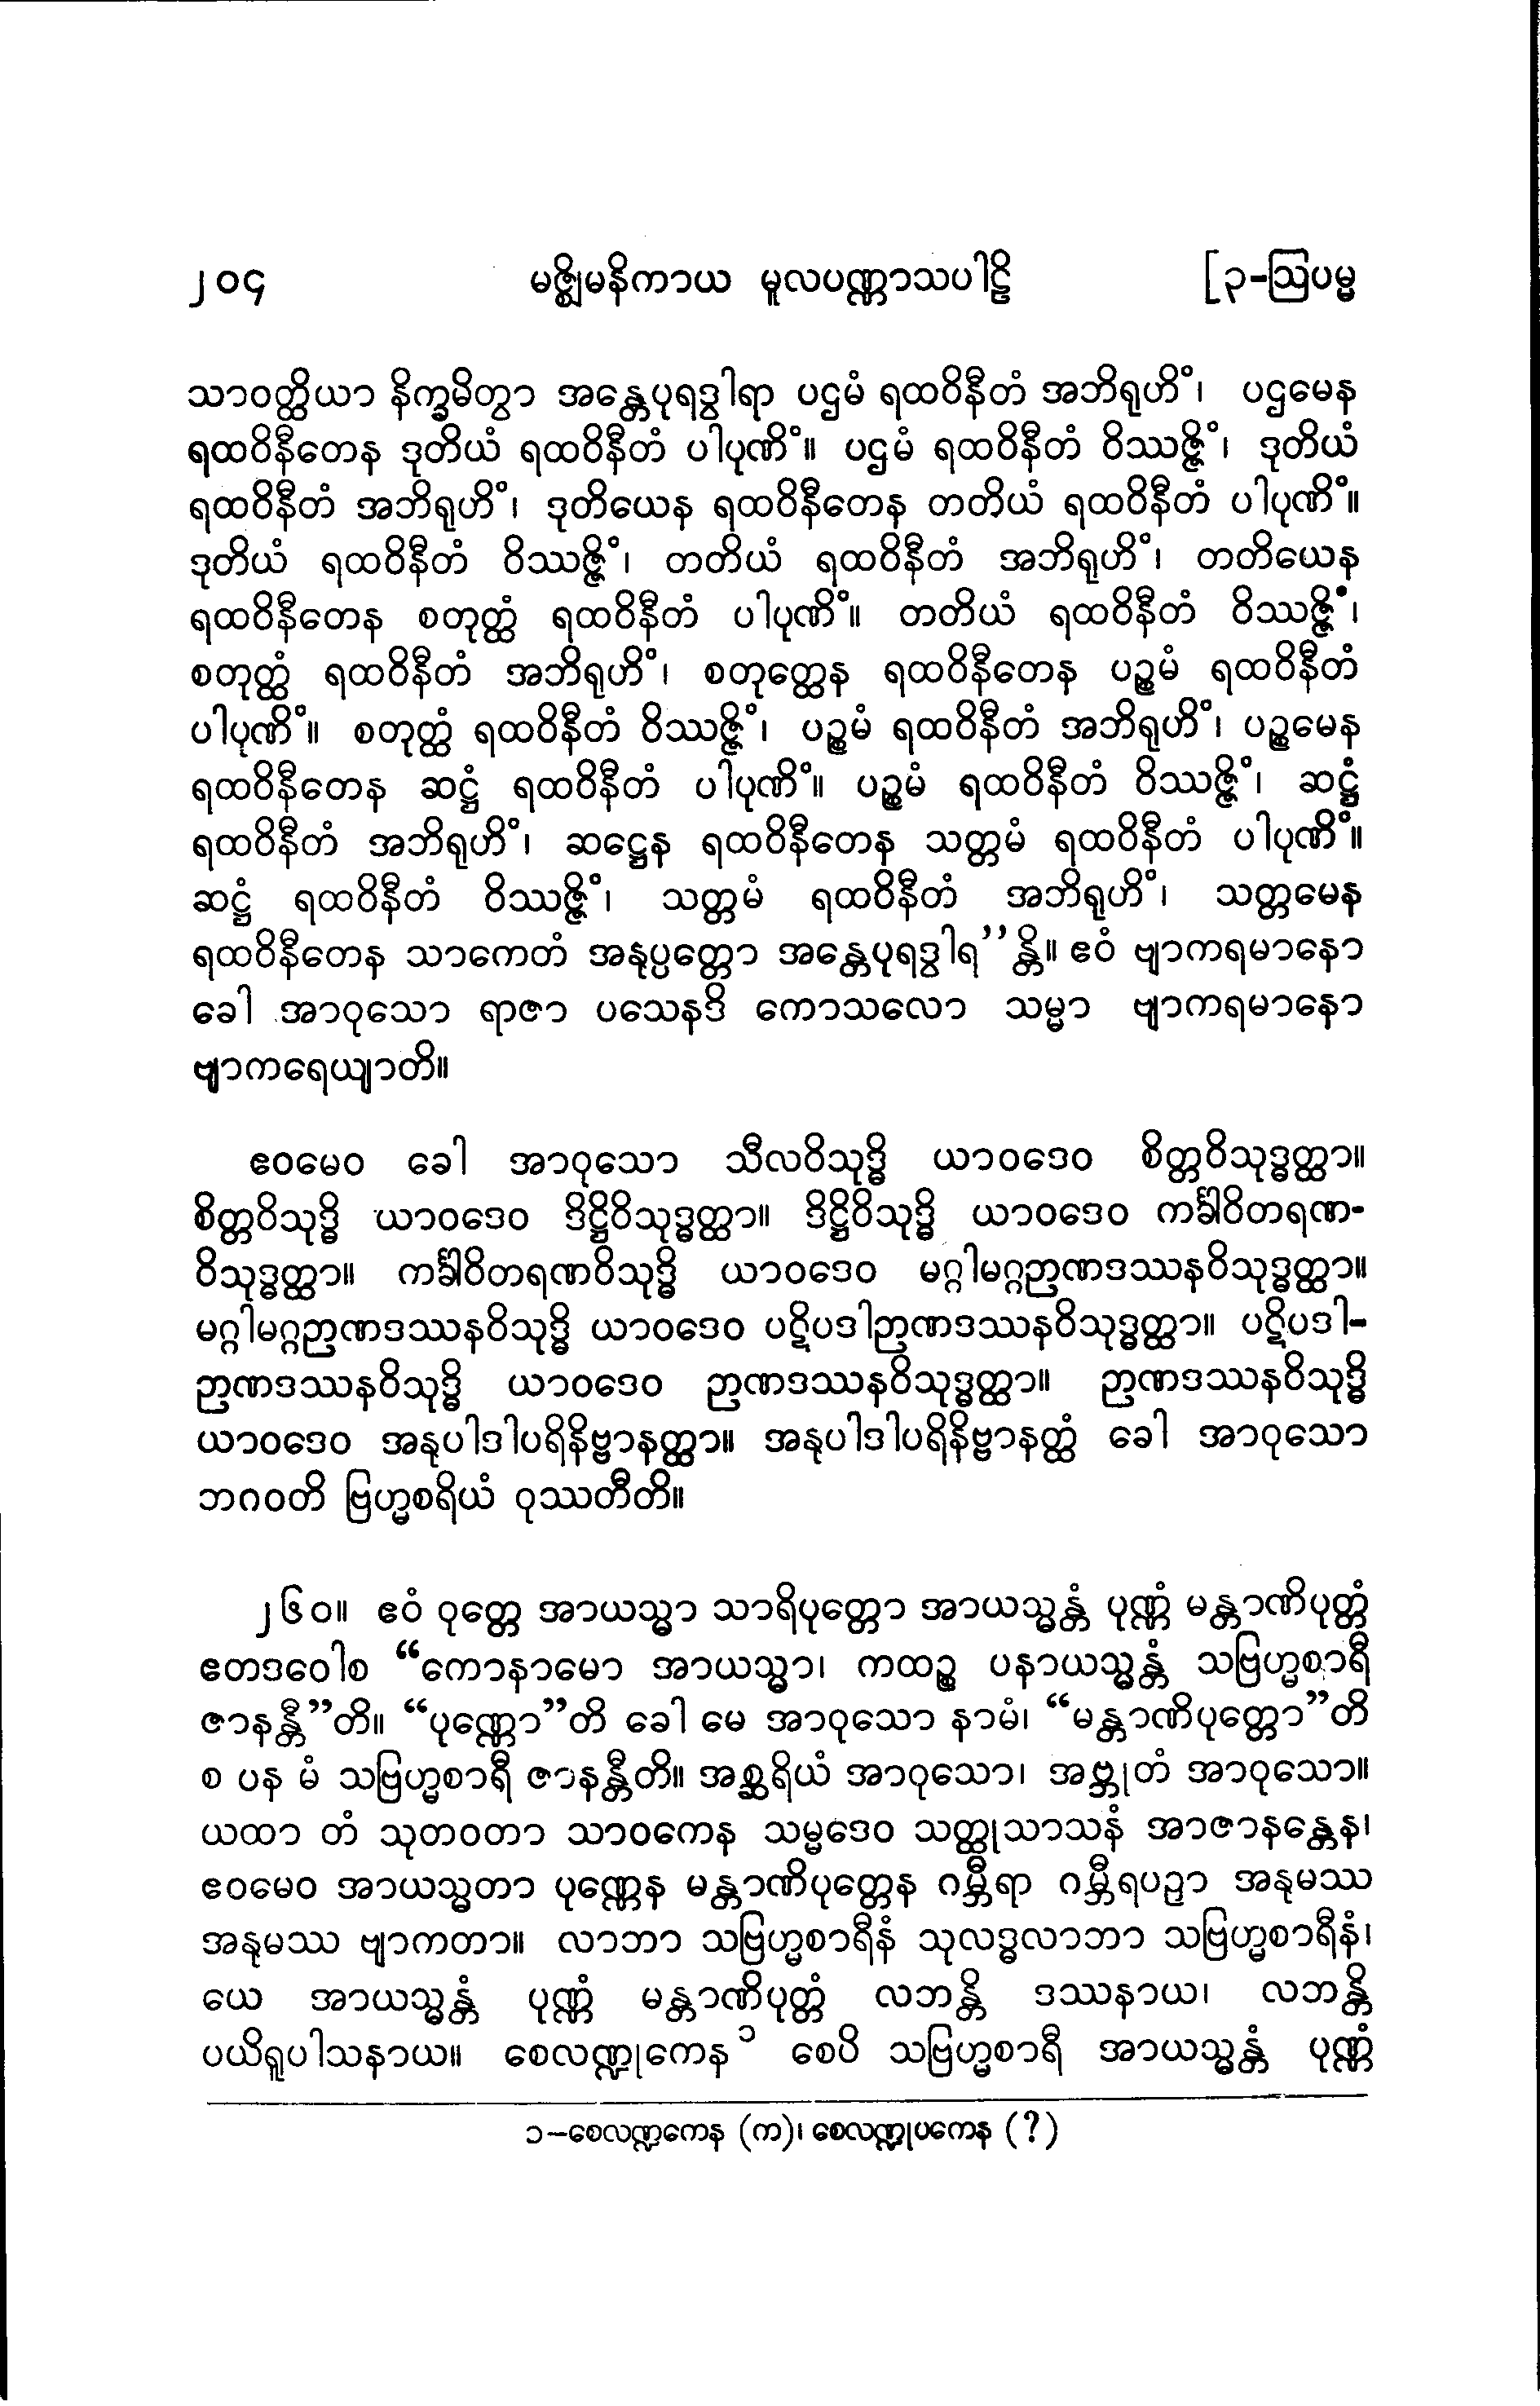 ၂၀၄ မဇ္ဈိမနိကာယ မူလပဏ္ဏာသပါဠိ [၃-ဩပမ္မ
သာဝတ္ထိယာ နိက္ခမိတွာ အန္တေပုရဒွါရာ ပဌမံ ရထဝိနီတံ အဘိရုဟိံ၊ ပဌမေန
ရထဝိနီတေန ဒုတိယံ ရထဝိနီတံ ပါပုဏိံ။ ပဌမံ ရထဝိနီတံ ဝိဿဇ္ဇိံ၊ ဒုတိယံ
ရထဝိနီတံ အဘိရုဟိံ၊ ဒုတိယေန ရထဝိနီတေန တတိယံ ရထဝိနီတံ ပါပုဏိံ။
ဒုတိယံ ရထဝိနီတံ ဝိဿဇ္ဇိံ၊ တတိယံ ရထဝိနီတံ အဘိရုဟိံ၊ တတိယေန
ရထဝိနီတေန စတုတ္ထံ ရထဝိနီတံ ပါပုဏိံ။ တတိယံ ရထဝိနီတံ ဝိဿဇ္ဇိံ၊
စတုတ္ထံ ရထဝိနီတံ အဘိရုဟိံ၊ စတုတ္ထေန ရထဝိနီတေန ပဉ္စမံ ရထဝိနီတံ
ပါပုဏိံ။ စတုတ္ထံ ရထဝိနီတံ ဝိဿဇ္ဇိံ၊ ပဉ္စမံ ရထဝိနီတံ အဘိရုဟိံ၊ ပဉ္စမေန
ရထဝိနီတေန ဆဋ္ဌံ ရထဝိနီတံ ပါပုဏိံ။ ပဉ္စမံ ရထဝိနီတံ ဝိဿဇ္ဇိံ၊ ဆဋ္ဌံ
ရထဝိနီတံ အဘိရုဟိံ၊ ဆဋ္ဌေန ရထဝိနီတေန သတ္တမံ ရထဝိနီတံ ပါပုဏိံ။
ဆဋ္ဌံ ရထဝိနီတံ ဝိဿဇ္ဇိံ၊ သတ္တမံ ရထဝိနီတံ အဘိရုဟိံ၊ သတ္တမေန
ရထဝိနီတေန သာကေတံ အနုပ္ပတ္တော အန္တေပုရဒွါရ”န္တိ။ ဧဝံ ဗျာကရမာနော
ခေါ အာဝုသော ရာဇာ ပသေနဒိ ကောသလော သမ္မာ ဗျာကရမာနော
ဗျာကရေယျာတိ။
ဧဝမေဝ ခေါ အာဝုသော သီလဝိသုဒ္ဓိ ယာဝဒေဝ စိတ္တဝိသုဒ္ဓတ္ထာ။
စိတ္တဝိသုဒ္ဓိ ယာဝဒေဝ ဒိဋ္ဌိဝိသုဒ္ဓတ္ထာ။ ဒိဋ္ဌိဝိသုဒ္ဓိ ယာဝဒေဝ ကင်္ခါဝိတရဏ-
ဝိသုဒ္ဓတ္ထာ။ ကင်္ခါဝိတရဏဝိသုဒ္ဓိ ယာဝဒေဝ မဂ္ဂါမဂ္ဂဉာဏဒဿနဝိသုဒ္ဓတ္ထာ။
မဂ္ဂါမဂ္ဂဉာဏဒဿနဝိသုဒ္ဓိ ယာဝဒေဝ ပဋိပဒါဉာဏဒဿနဝိသုဒ္ဓတ္ထာ။ ပဋိပဒါ-
ဉာဏဒဿနဝိသုဒ္ဓိ ယာဝဒေဝ ဉာဏဒဿနဝိသုဒ္ဓတ္ထာ။ ဉာဏဒဿနဝိသုဒ္ဓိ
ယာဝဒေဝ အနုပါဒါပရိနိဗ္ဗာနတ္ထာ။ အနုပါဒါပရိနိဗ္ဗာနတ္ထံ ခေါ အာဝုသော
ဘဂဝတိ ဗြဟ္မစရိယံ ဝုဿတီတိ။
၂၆၀။ ဧဝံ ဝုတ္တေ အာယသ္မာ သာရိပုတ္တော အာယသ္မန္တံ ပုဏ္ဏံ မန္တာဏိပုတ္တံ
ဧတဒဝေါစ “ကောနာမော အာယသ္မာ၊ ကထဉ္စ ပနာယသ္မန္တံ သဗြဟ္မစာရီ
ဇာနန္တီ”တိ။ “ပုဏ္ဏော”တိ ခေါ မေ အာဝုသော နာမံ၊ “မန္တာဏိပုတ္တော”တိ
စ ပန မံ သဗြဟ္မစာရီ ဇာနန္တီတိ။ အစ္ဆရိယံ အာဝုသော၊ အဗ္ဘုတံ အာဝုသော။
ယထာ တံ သုတဝတာ သာဝကေန သမ္မဒေဝ သတ္ထုသာသနံ အာဇာနန္တေန၊
ဧဝမေဝ အာယသ္မတာ ပုဏ္ဏေန မန္တာဏိပုတ္တေန ဂမ္ဘီရာ ဂမ္ဘီရပဉှာ အနုမဿ
အနုမဿ ဗျာကတာ။ လာဘာ သဗြဟ္မစာရီနံ သုလဒ္ဓလာဘာ သဗြဟ္မစာရီနံ၊
ယေ အာယသ္မန္တံ ပုဏ္ဏံ မန္တာဏိပုတ္တံ လဘန္တိ ဒဿနာယ၊ လဘန္တိ
ပယိရူပါသနာယ။ စေလဏ္ဍုကေန ၁ စေပိ သဗြဟ္မစာရီ အာယသ္မန္တံ ပုဏ္ဏံ
၁–စေလဏ္ဍကေန (က)၊ စေလဏ္ဍုပကေန (?)